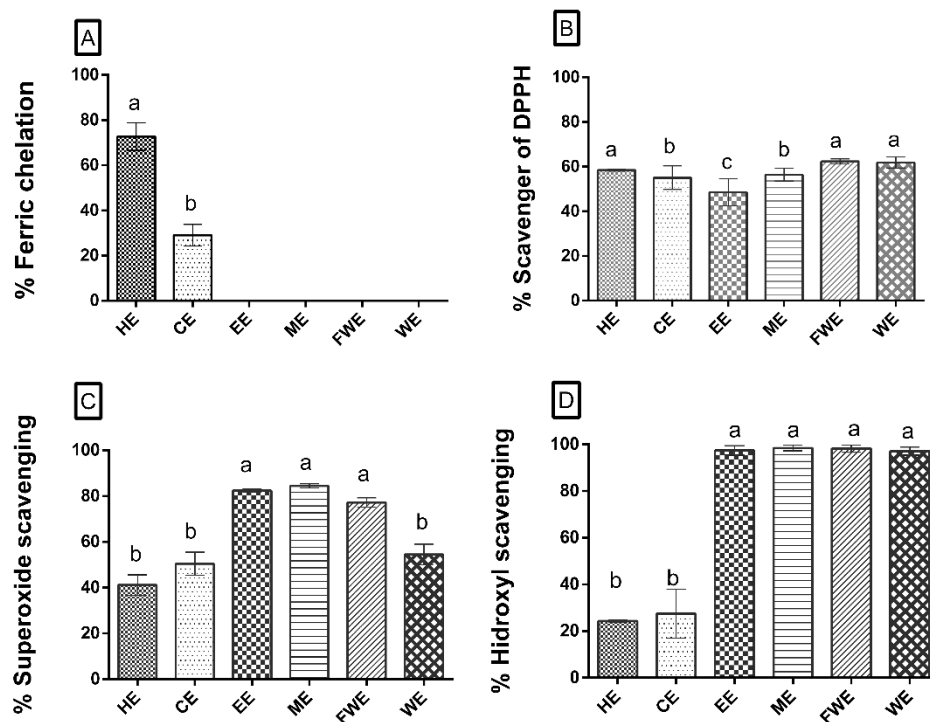 A
% Ferric chelation
100
80
60
40
20
0
a
b
HE
CE
EE
ME
FWE
WE
B
% Scavenger of DPPH
100
80
60
40
20
0
a
b
c
b
a
a
HE
CE
EE
ME
FWE
WE
C
% Superoxide scavenging
100
80
60
40
20
0
b
b
a
a
a
b
HE
CE
EE
ME
FWE
WE
D
% Hidroxyl scavenging
100
80
60
40
20
0
b
b
a
a
a
a
HE
CE
EE
ME
FWE
WE